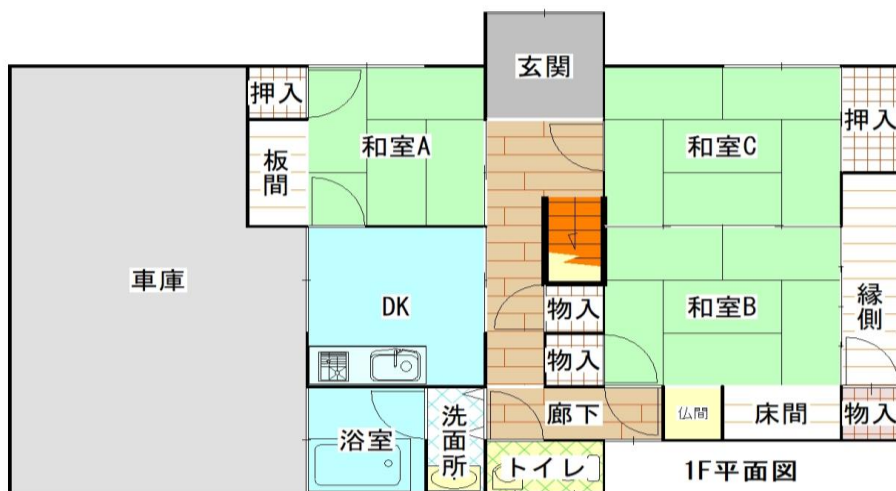 玄関
押入
和室A
和室C
押入
板間
車庫
DK
物入
和室B
縁側
物入
洗面所
廊下
仏間
床間
物入
浴室
トイレ
1F平面図